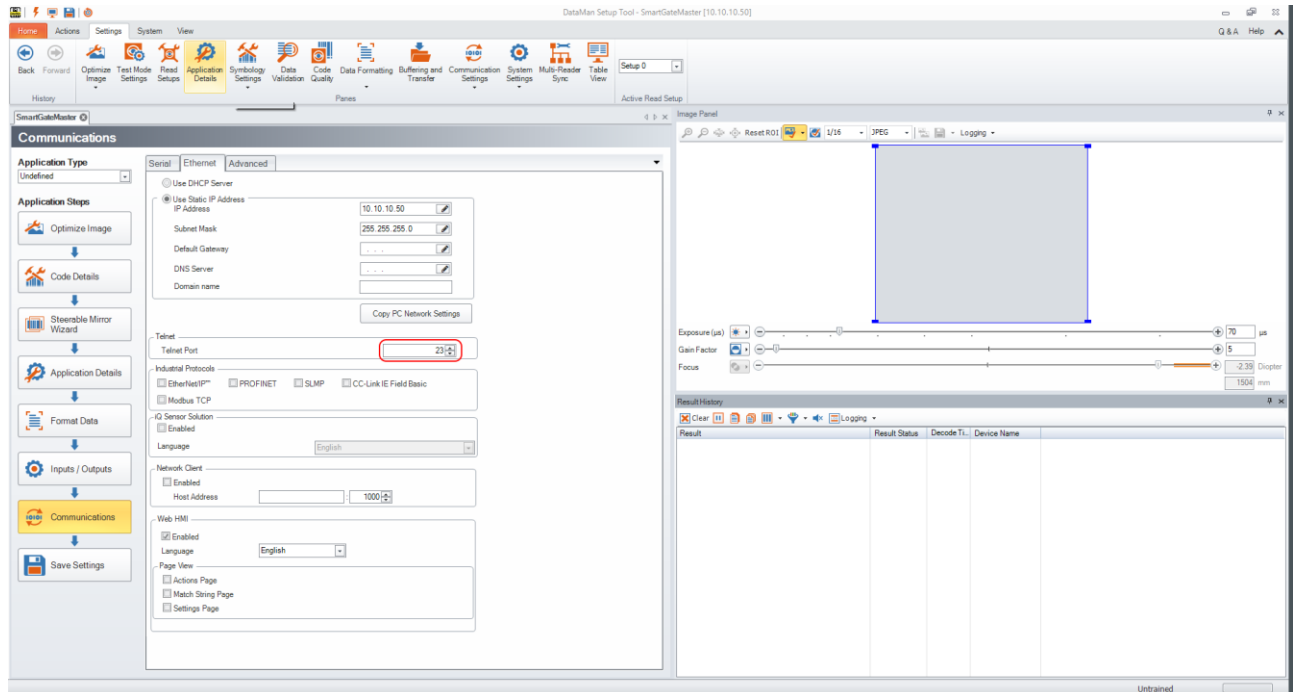 DataMan Setup Tool - SmartGateMaster [10.10.10.50]
Home Actions Settings System View Q & A Help
Back Forward Optimize Image Test Mode Settings Read Setups Application Details Symbology Settings Data Validation Code Quality Data Formatting Buffering and Transfer Communication Settings System Settings Multi-Reader Sync Table View Setup 0
History Panes Active Read Setup
SmartGateMaster
Communications
Application Type
Undefined
Application Steps
Optimize Image
Code Details
Steerable Mirror
Wizard
Application Details
Format Data
Inputs / Outputs
Communications
Save Settings
Serial Ethernet Advanced
Use DHCP Server
Use Static IP Address
IP Address 10.10.10.50
Subnet Mask 255.255.255.0
Default Gateway . . .
DNS Server . . .
Domain name
Copy PC Network Settings
Telnet
Telnet Port 23
Industrial Protocols
EtherNet/IP™ PROFINET SLMP CC-Link IE Field Basic
Modbus TCP
iQ Sensor Solution
Enabled
Language English
Network Client
Enabled
Host Address : 1000
Web HMI
Enabled
Language English
Page View
Actions Page
Match String Page
Settings Page
Image Panel
Reset ROI 1/16 JPEG Logging
Exposure (µs) 70 µs
Gain Factor 5
Focus -2.39 Diopter
1504 mm
Result History
Clear Logging
Result Result Status Decode Ti... Device Name
Untrained